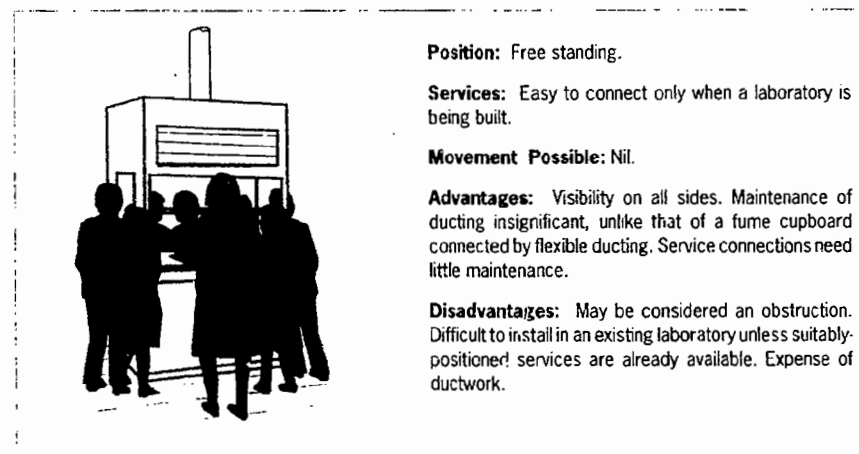 Position: Free standing.
Services: Easy to connect only when a laboratory is
being built.
Movement Possible: Nil.
Advantages: Visibility on all sides. Maintenance of
ducting insignificant, unlike that of a fume cupboard
connected by flexible ducting. Service connections need
little maintenance.
Disadvantages: May be considered an obstruction.
Difficult to install in an existing laboratory unless suitably-
positioned services are already available. Expense of
ductwork.